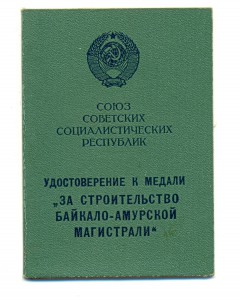 СОЮЗ
СОВЕТСКИХ
СОЦИАЛИСТИЧЕСКИХ
РЕСПУБЛИК
УДОСТОВЕРЕНИЕ К МЕДАЛИ
„ЗА СТРОИТЕЛЬСТВО
БАЙКАЛО-АМУРСКОЙ
МАГИСТРАЛИ“